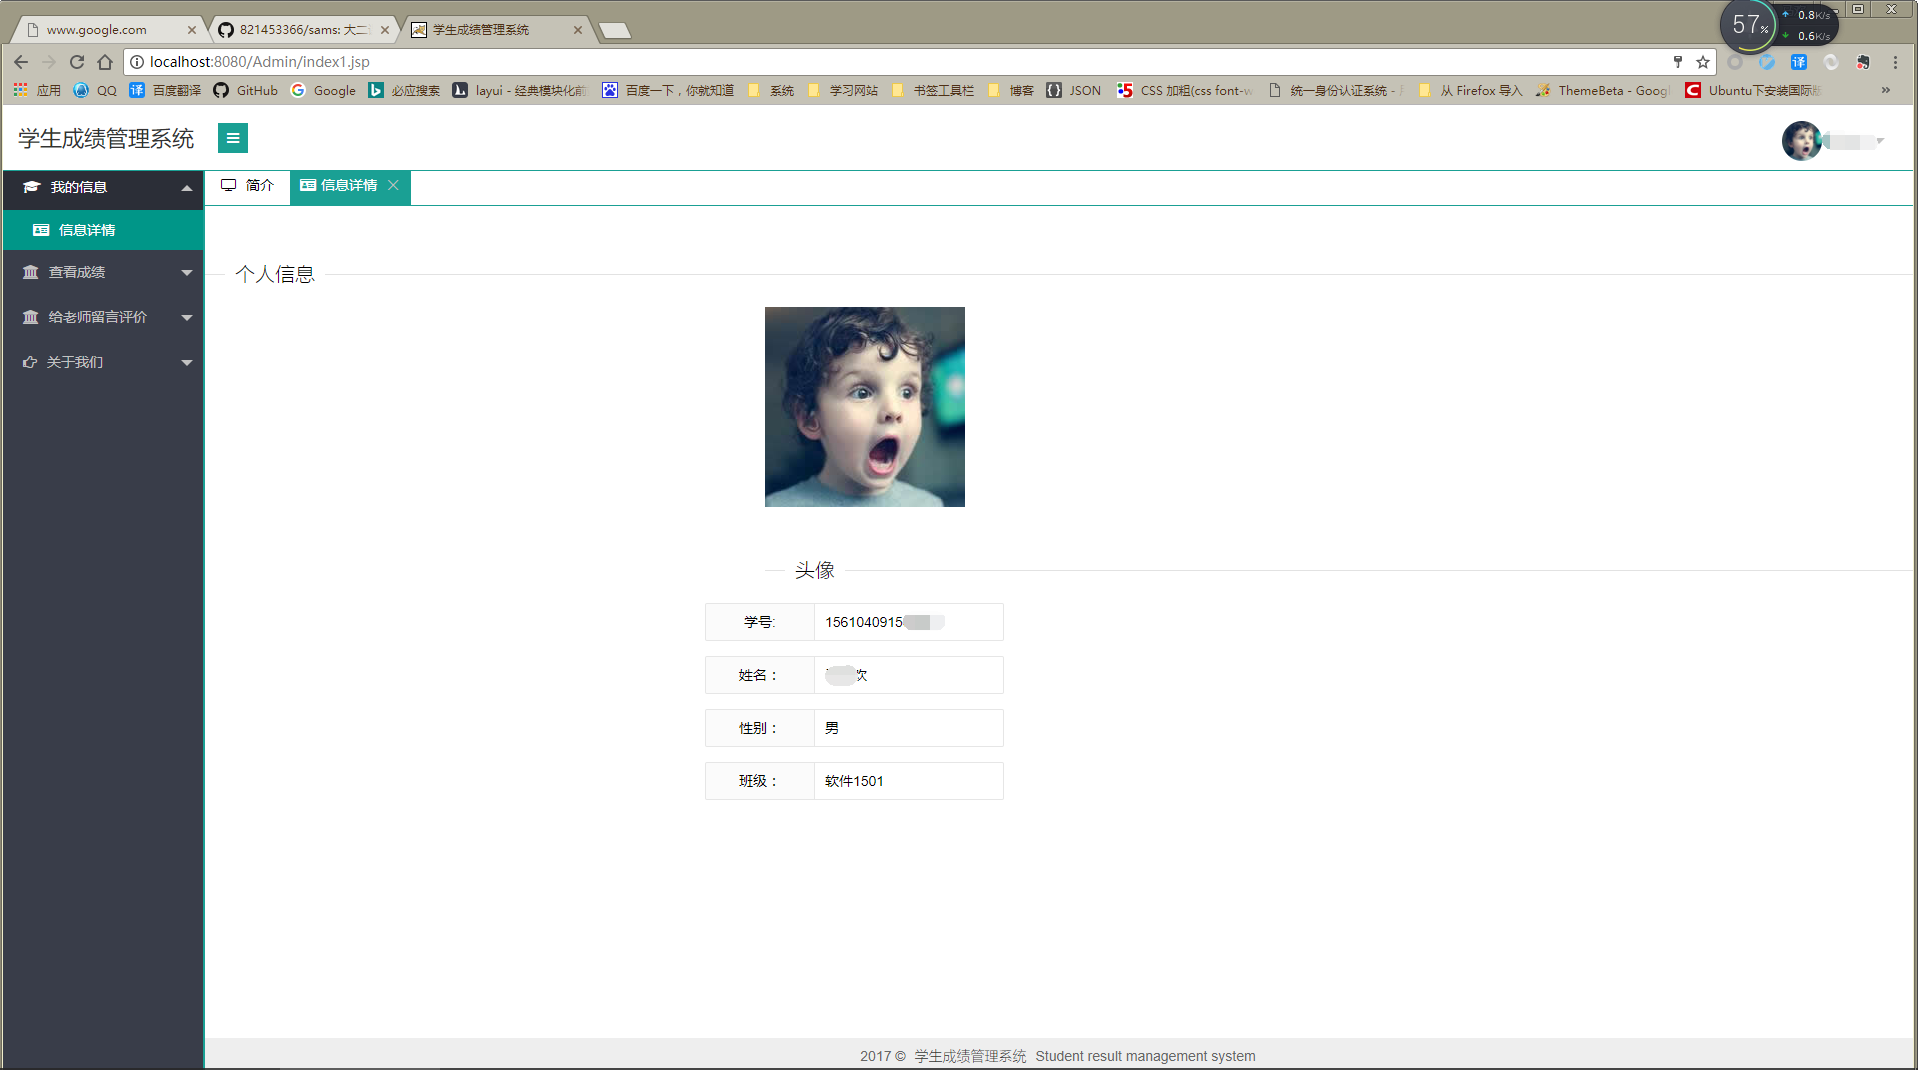 www.google.com
821453366/sams: 大二
学生成绩管理系统
57%
0.8K/s
0.6K/s
localhost:8080/Admin/index1.jsp
应用
QQ
译 百度翻译
GitHub
Google
必应搜索
layui - 经典模块化前
百度一下，你就知道
系统
学习网站
书签工具栏
博客
JSON
CSS 加粗(css font-w
统一身份认证系统 -
从 Firefox 导入
ThemeBeta - Googl
Ubuntu下安装国际版
译
学生成绩管理系统
我的信息
信息详情
查看成绩
给老师留言评价
关于我们
简介
信息详情
个人信息
头像
学号: 1561040915
姓名： 欢
性别： 男
班级： 软件1501
2017 © 学生成绩管理系统 Student result management system